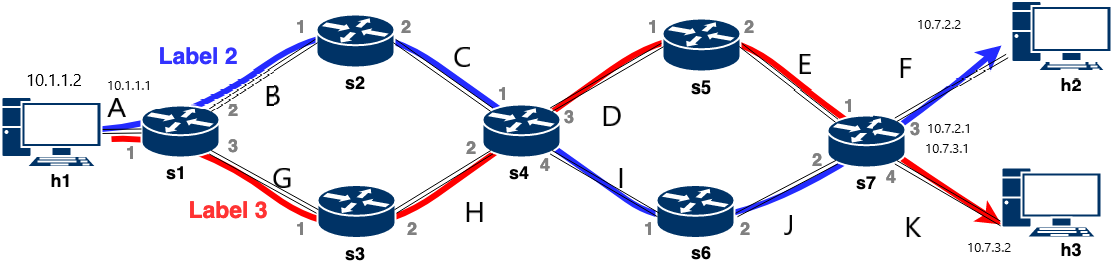 10.1.1.2
A
10.1.1.1
1
h1
s1
2
3
Label 2
B
G
Label 3
1
2
s2
1
2
s3
C
H
1
2
3
4
s4
D
I
1
2
s5
1
2
s6
E
J
1
2
3
4
s7
10.7.2.1
10.7.3.1
F
K
10.7.2.2
h2
10.7.3.2
h3